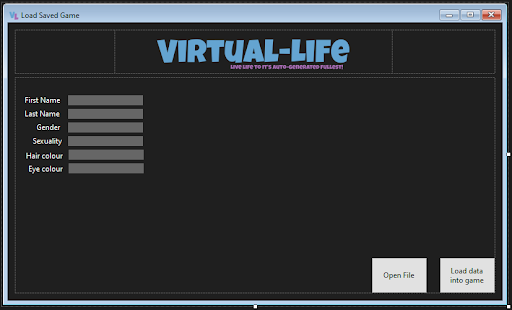 Load Saved Game
VIRTUAL-LIFE
LIVE LIFE TO IT'S AUTO-GENERATED FULLEST!
First Name
Last Name
Gender
Sexuality
Hair colour
Eye colour
Open File
Load data
into game